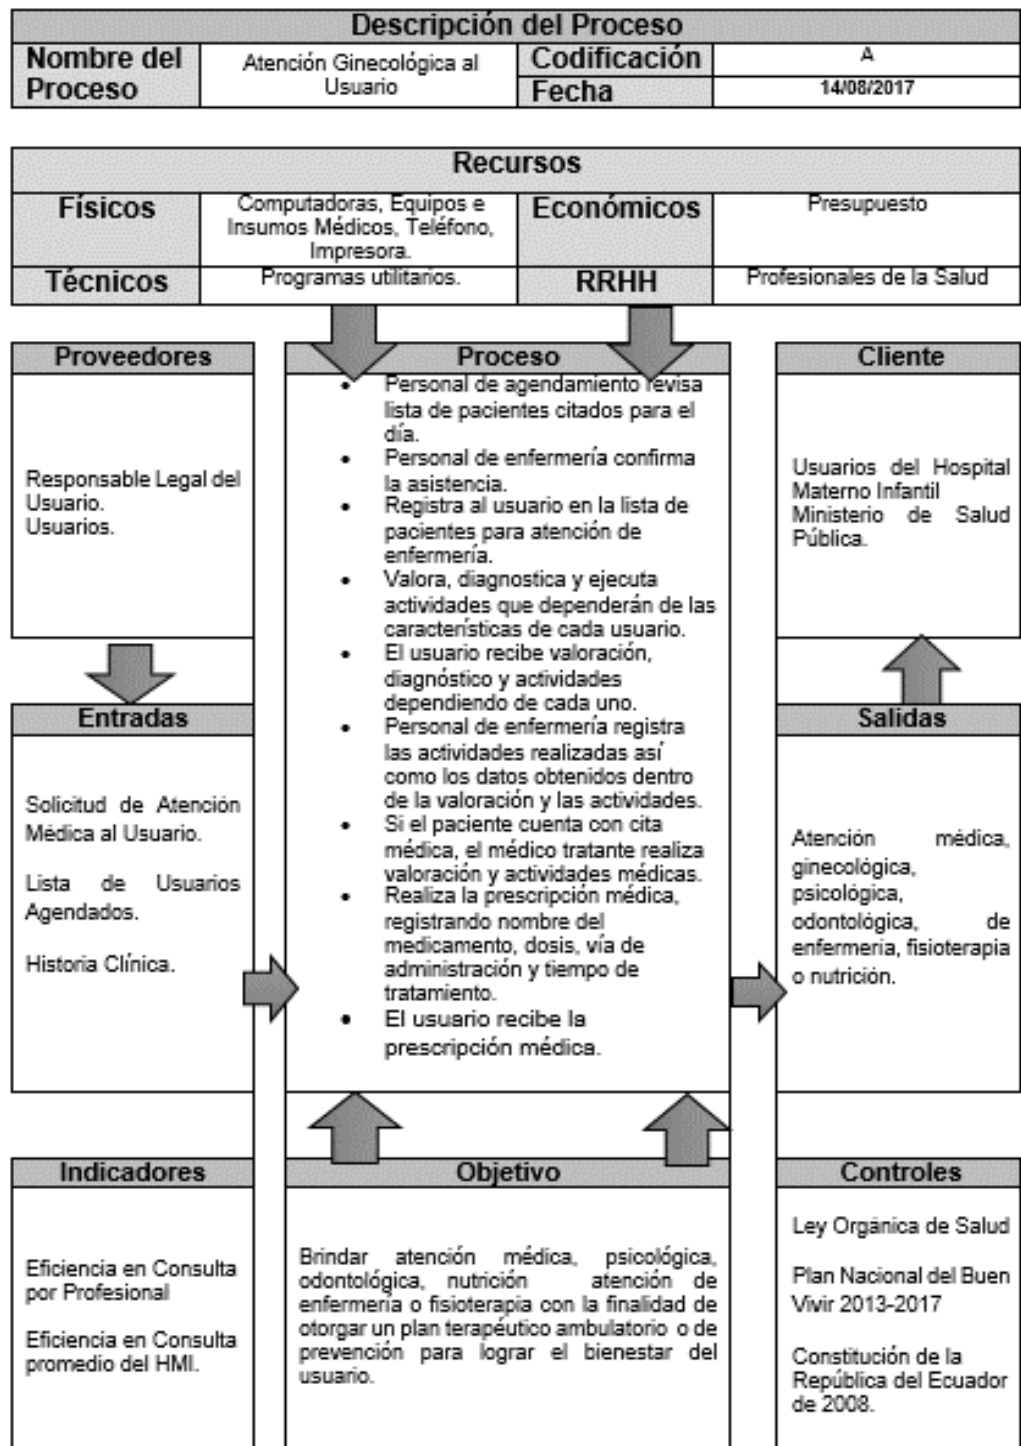 Descripción del Proceso
Nombre del
Proceso
Atención Ginecológica al
Usuario
Codificación
A
Fecha
14/08/2017
Recursos
Físicos
Computadoras, Equipos e
Insumos Médicos, Teléfono,
Impresora.
Económicos
Presupuesto
Técnicos
Programas utilitarios.
RRHH
Profesionales de la Salud
Proveedores
Responsable Legal del
Usuario.
Usuarios.
Entradas
Solicitud de Atención
Médica al Usuario.
Lista de Usuarios
Agendados.
Historia Clínica.
Proceso
• Personal de agendamiento revisa
lista de pacientes citados para el
día.
• Personal de enfermería confirma
la asistencia.
• Registra al usuario en la lista de
pacientes para atención de
enfermería.
• Valora, diagnostica y ejecuta
actividades que dependerán de las
características de cada usuario.
• El usuario recibe valoración,
diagnóstico y actividades
dependiendo de cada uno.
• Personal de enfermería registra
las actividades realizadas así
como los datos obtenidos dentro
de la valoración y las actividades.
• Si el paciente cuenta con cita
médica, el médico tratante realiza
valoración y actividades médicas.
• Realiza la prescripción médica,
registrando nombre del
medicamento, dosis, vía de
administración y tiempo de
tratamiento.
• El usuario recibe la
prescripción médica.
Cliente
Usuarios del Hospital
Materno Infantil
Ministerio de Salud
Pública.
Salidas
Atención médica,
ginecológica,
psicológica,
odontológica, de
enfermería, fisioterapia
o nutrición.
Indicadores
Eficiencia en Consulta
por Profesional
Eficiencia en Consulta
promedio del HMI.
Objetivo
Brindar atención médica, psicológica,
odontológica, nutrición atención de
enfermería o fisioterapia con la finalidad de
otorgar un plan terapéutico ambulatorio o de
prevención para lograr el bienestar del
usuario.
Controles
Ley Orgánica de Salud
Plan Nacional del Buen
Vivir 2013-2017
Constitución de la
República del Ecuador
de 2008.